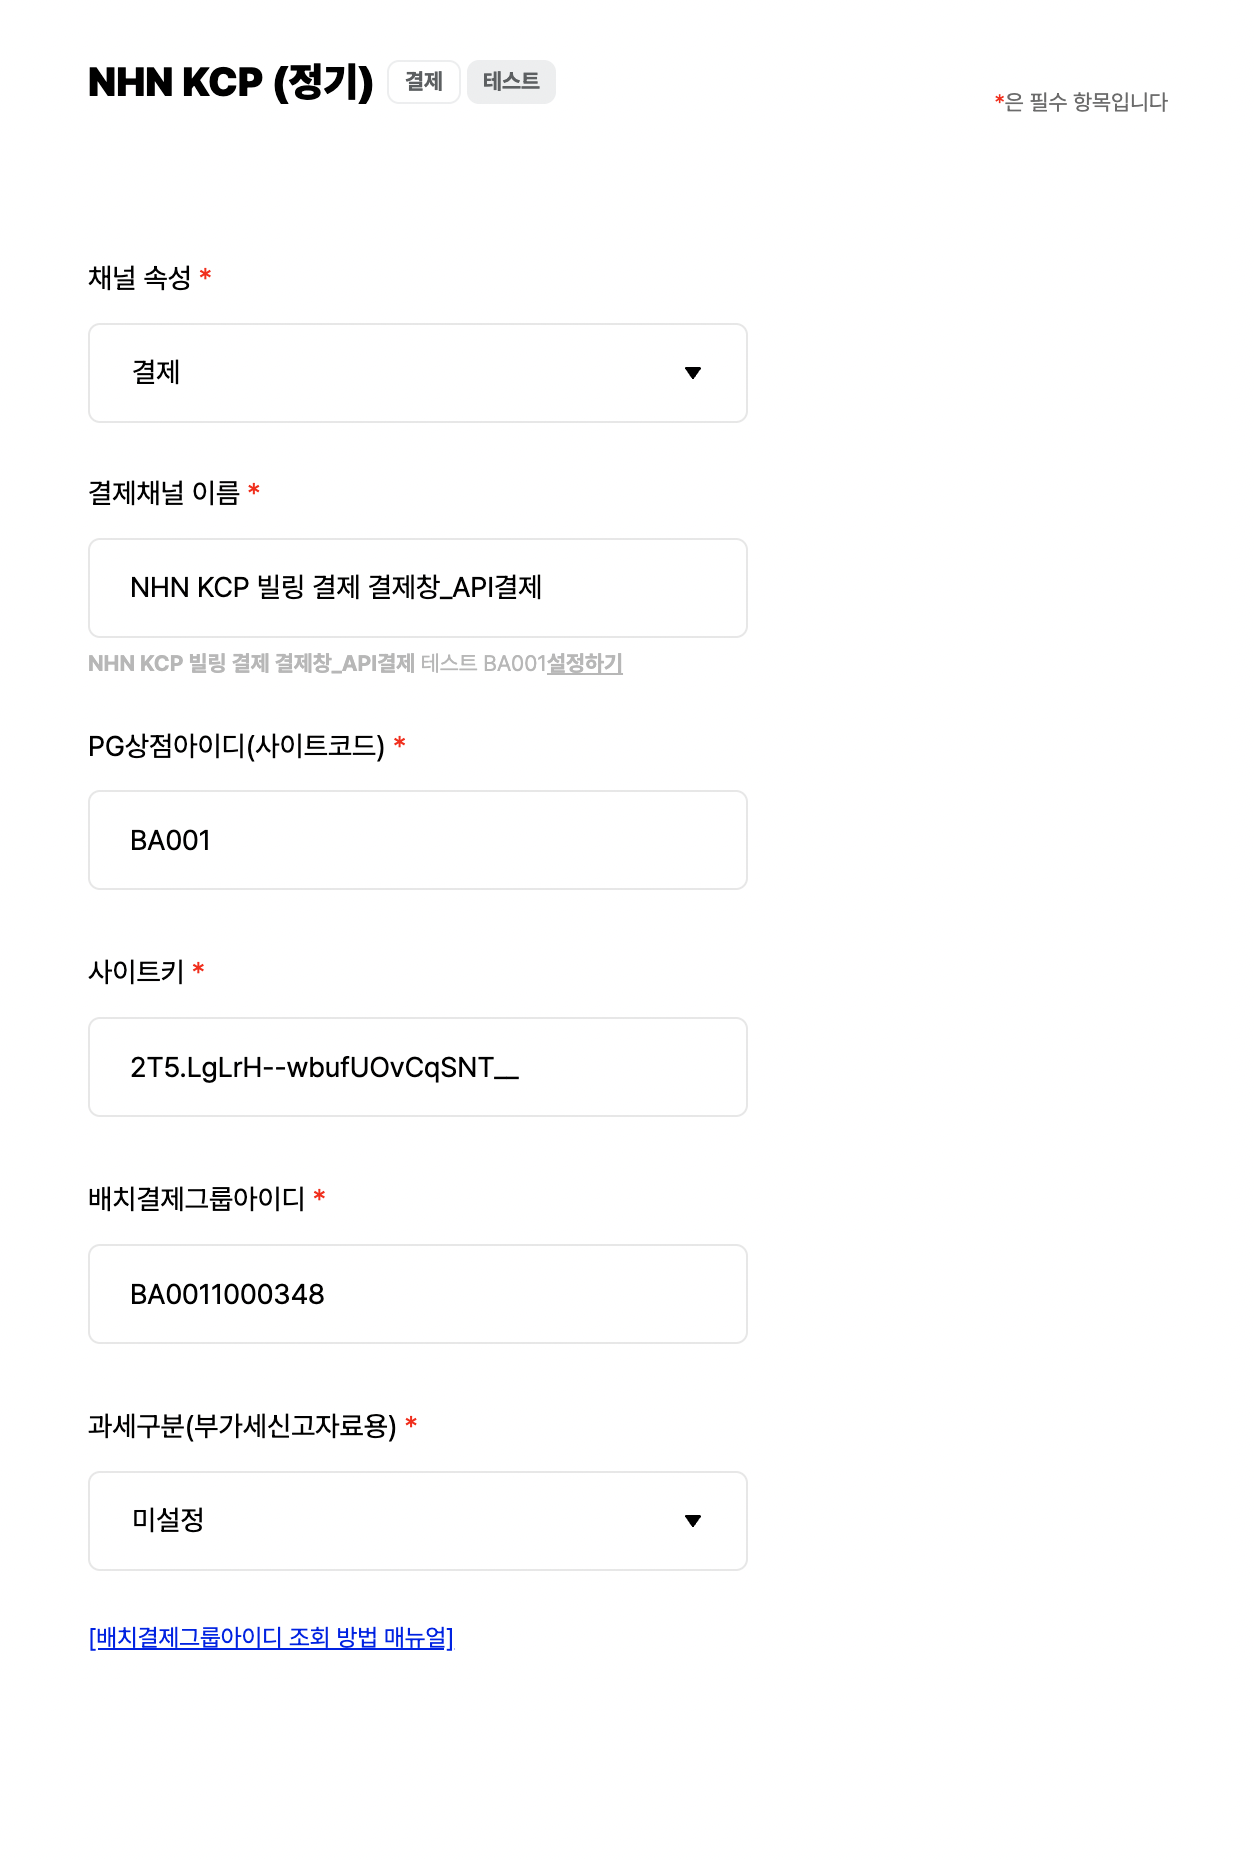 NHN KCP (정기) 결제 테스트
*은 필수 항목입니다
채널 속성 *
결제
결제채널 이름 *
NHN KCP 빌링 결제 결제창_API결제
NHN KCP 빌링 결제 결제창_API결제 테스트 BA001설정하기
PG상점아이디(사이트코드) *
BA001
사이트키 *
2T5.LgLrH--wbufUOvCqSNT__
배치결제그룹아이디 *
BA0011000348
과세구분(부가세신고자료용) *
미설정
[배치결제그룹아이디 조회 방법 매뉴얼]